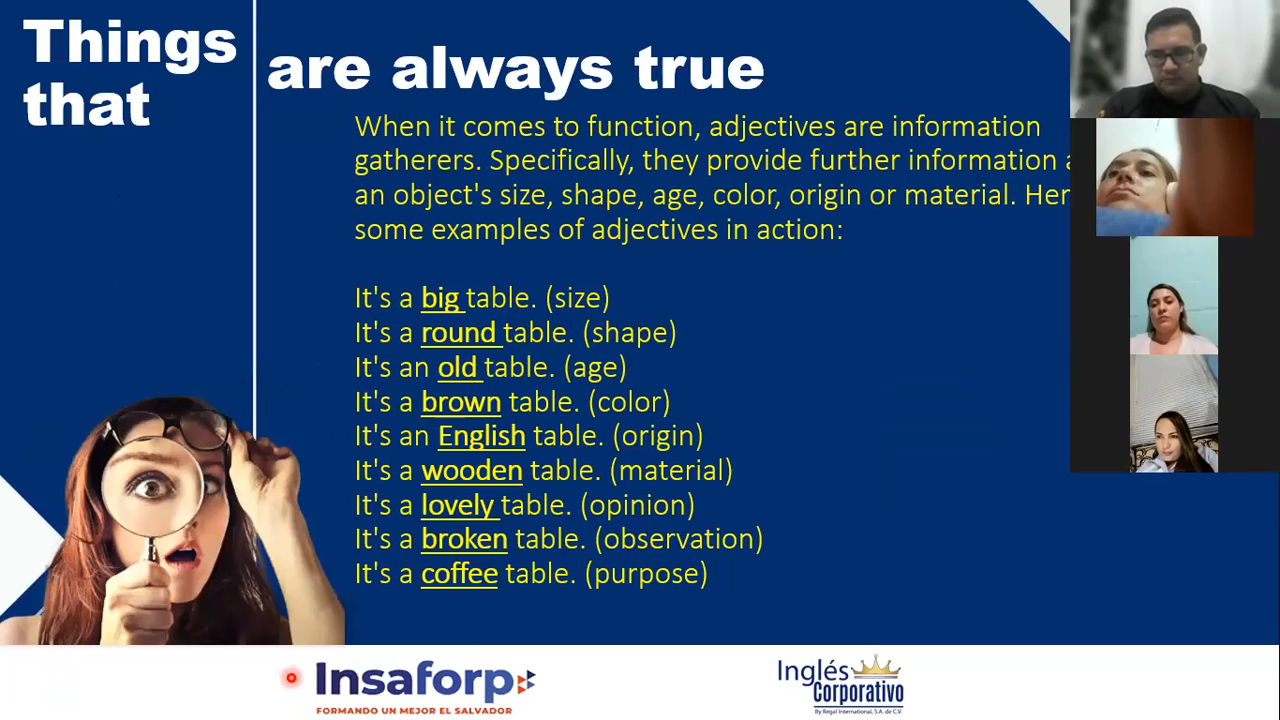 Things
that
are always true
When it comes to function, adjectives are information
gatherers. Specifically, they provide further information
an object's size, shape, age, color, origin or material.
some examples of adjectives in action:
It's a big table. (size)
It's a round table. (shape)
It's an old table. (age)
It's a brown table. (color)
It's an English table. (origin)
It's a wooden table. (material)
It's a lovely table. (opinion)
It's a broken table. (observation)
It's a coffee table. (purpose)
Insaforp
FORMANDO UN MEJOR EL SALVADOR
Inglés
Corporativo
By Regal International, S.A. de C.V.